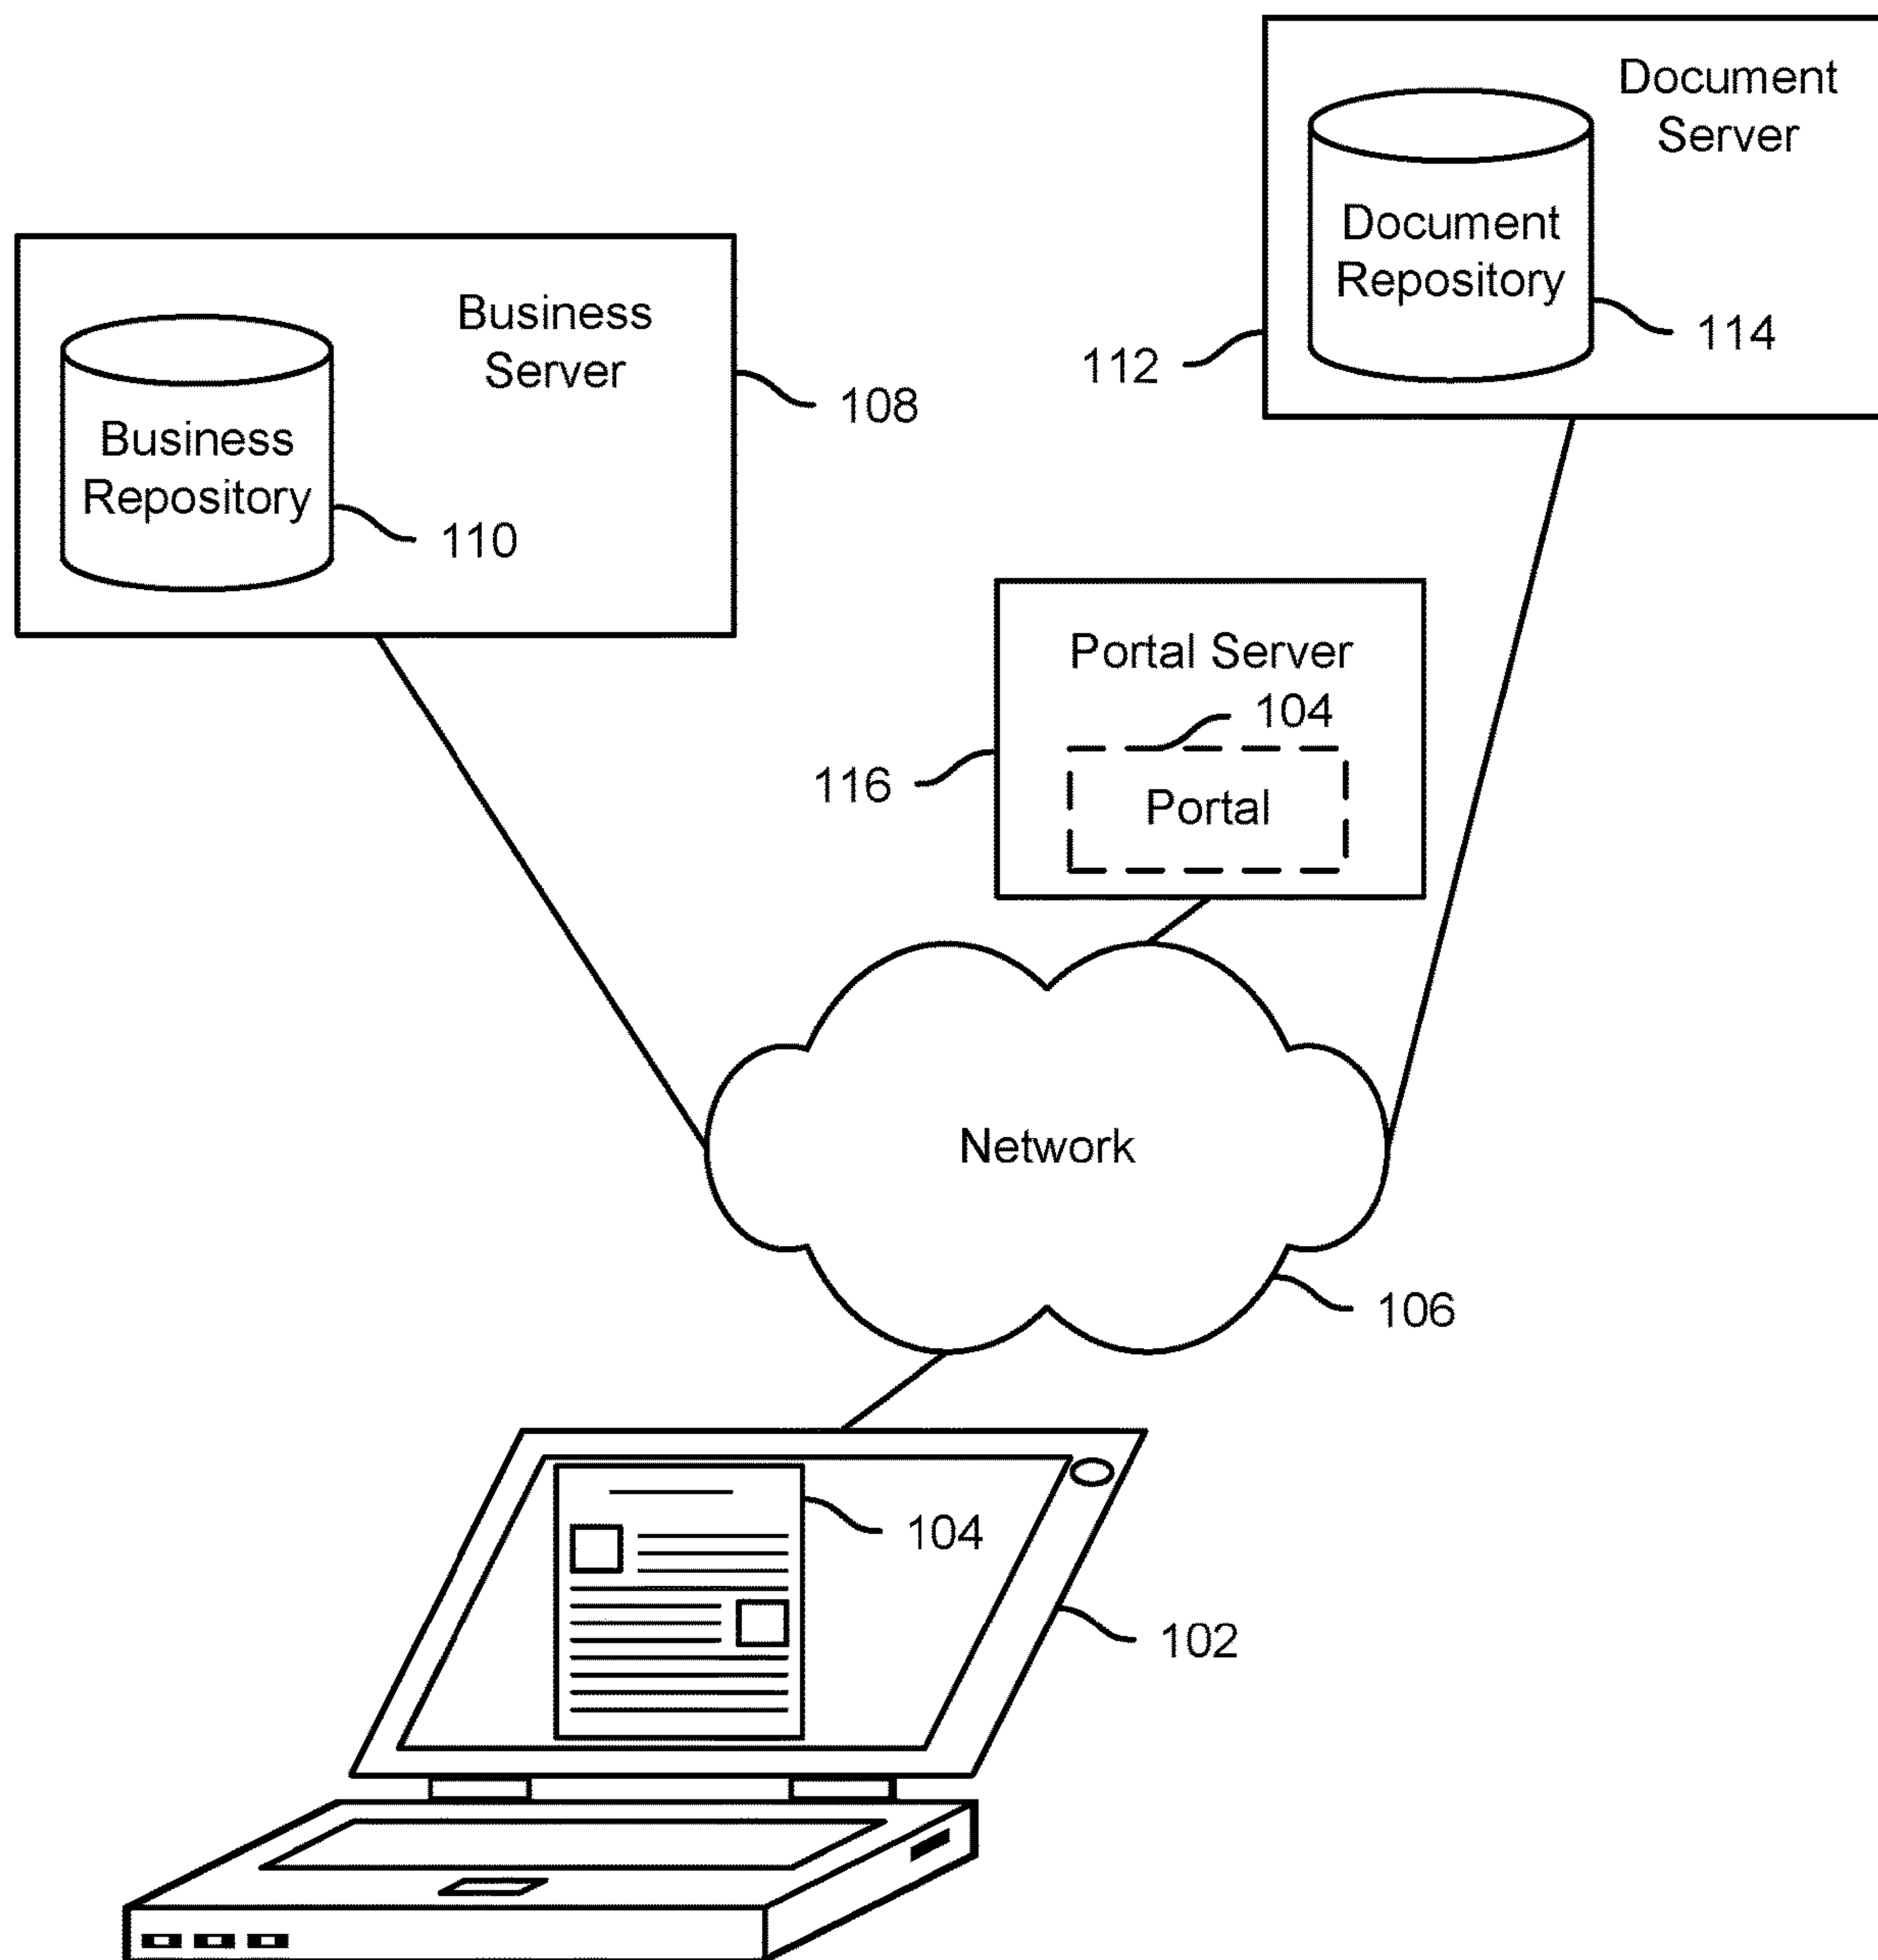 Document
Server
Document
Repository
114
112
Business
Server
108
Business
Repository
110
Portal Server
104
116
Portal
Network
106
104
102